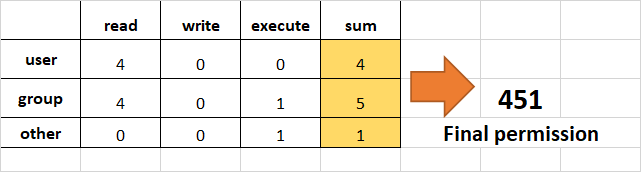 read write execute sum
user 4 0 0 4
group 4 0 1 5
other 0 0 1 1
451
Final permission